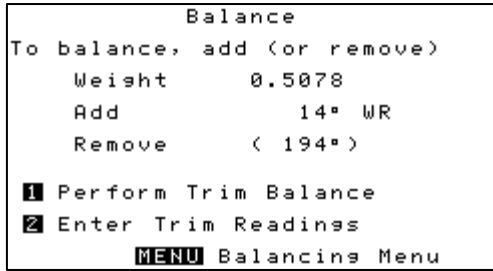 Balance
To balance, add (or remove)
Weight 0.5078
Add 14° WR
Remove ( 194°)
1 Perform Trim Balance
2 Enter Trim Readings
MENU Balancing Menu